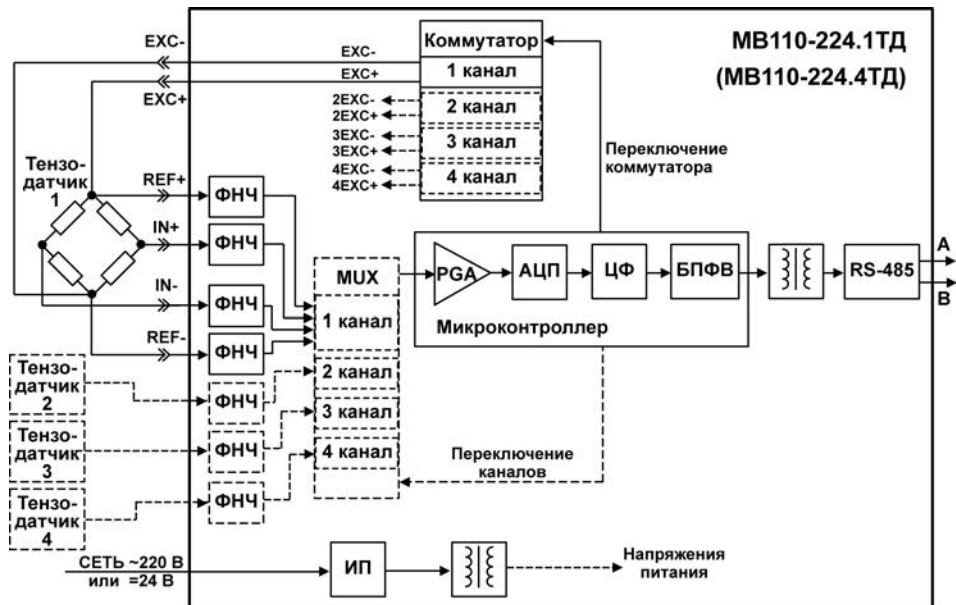 МВ110-224.1ТД
(МВ110-224.4ТД)
EXC-
EXC+
EXC-
EXC+
Коммутатор
1 канал
2 канал
3 канал
4 канал
2EXC-
2EXC+
3EXC-
3EXC+
4EXC-
4EXC+
Переключение
коммутатора
Тензо-
датчик
1
REF+
IN+
IN-
REF-
ФНЧ
ФНЧ
ФНЧ
ФНЧ
ФНЧ
ФНЧ
ФНЧ
MUX
1 канал
2 канал
3 канал
4 канал
PGA
АЦП
ЦФ
БПФВ
Микроконтроллер
RS-485
A
B
Тензо-
датчик
2
Тензо-
датчик
3
Тензо-
датчик
4
Переключение
каналов
СЕТЬ ~220 В
или =24 В
ИП
Напряжения
питания